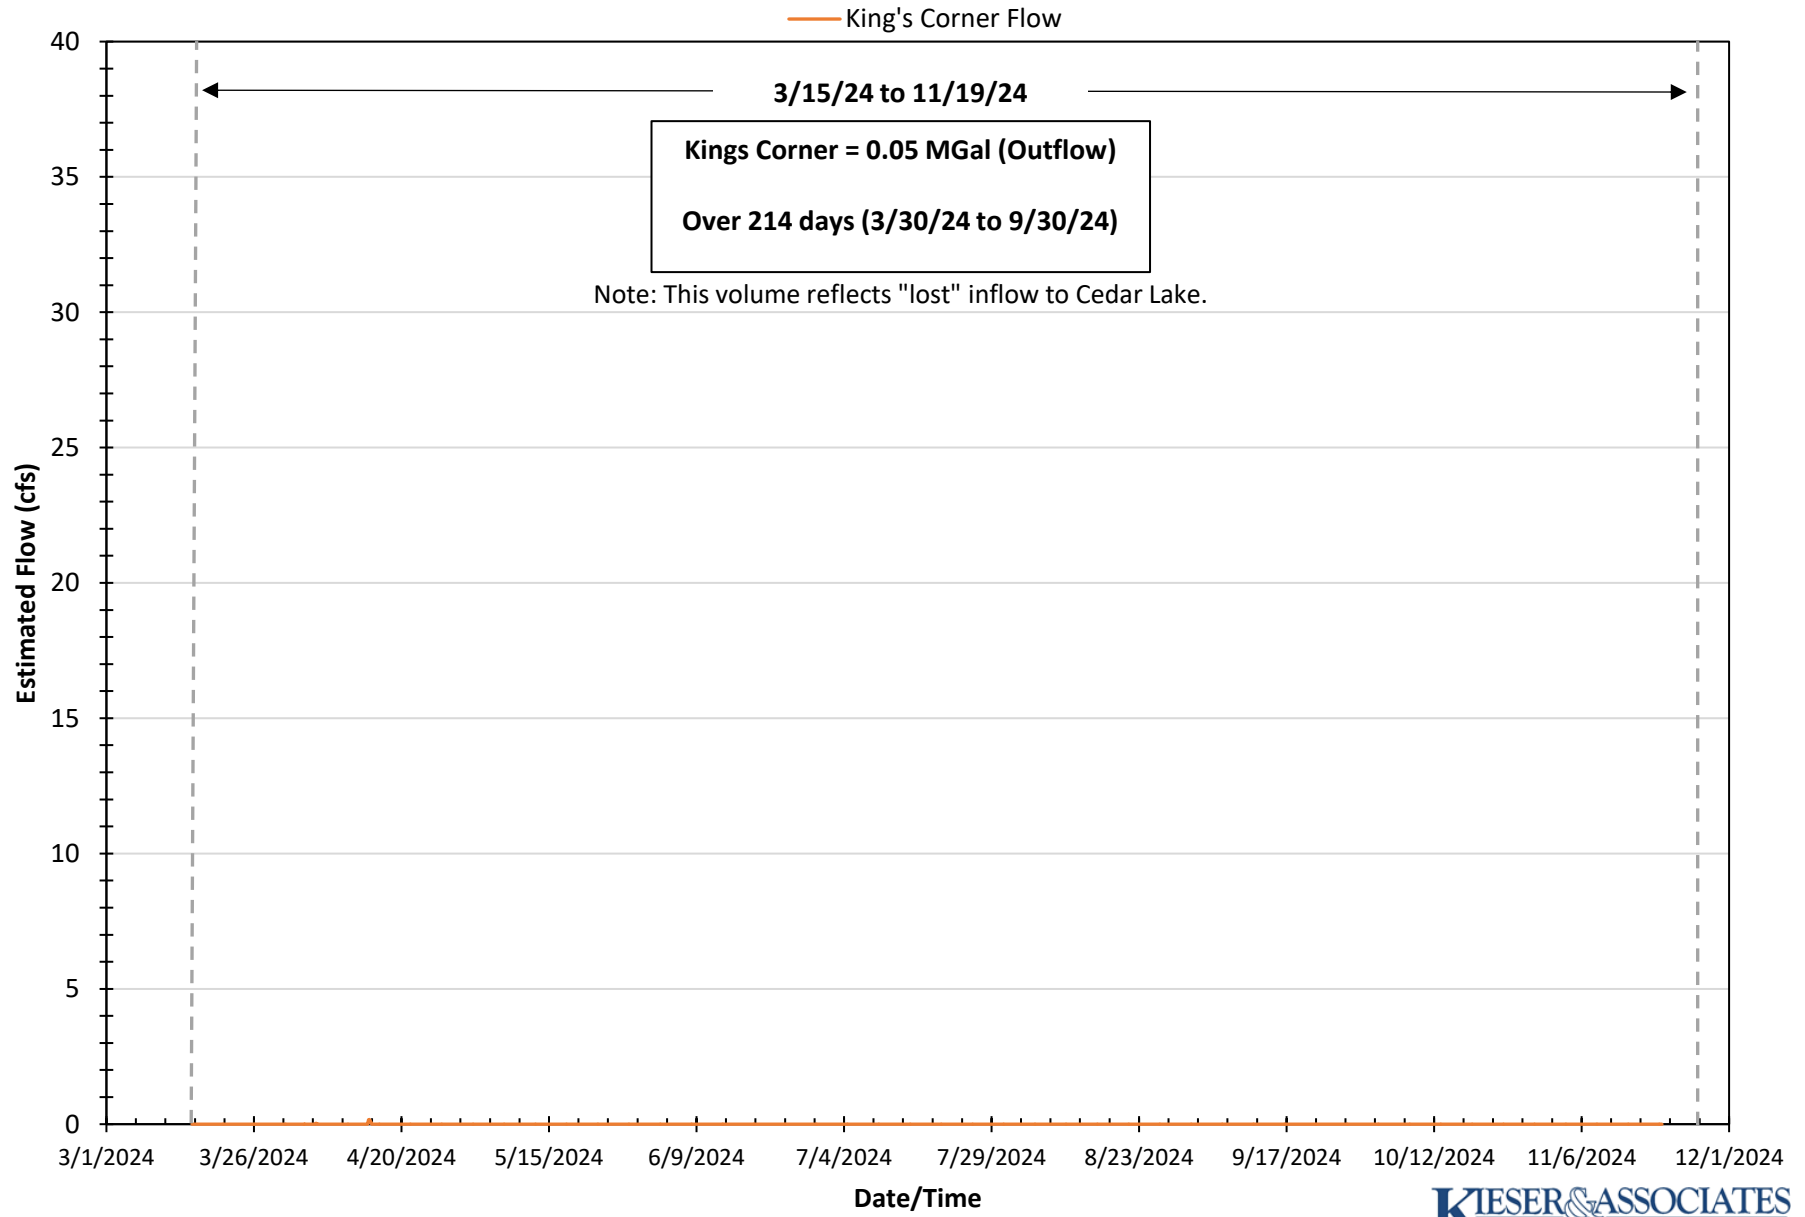 King's Corner Flow
40
35
30
25
20
15
10
5
0
Estimated Flow (cfs)
3/15/24 to 11/19/24
Kings Corner = 0.05 MGal (Outflow)
Over 214 days (3/30/24 to 9/30/24)
Note: This volume reflects "lost" inflow to Cedar Lake.
3/1/2024 3/26/2024 4/20/2024 5/15/2024 6/9/2024 7/4/2024 7/29/2024 8/23/2024 9/17/2024 10/12/2024 11/6/2024 12/1/2024
Date/Time
KIESER&ASSOCIATES